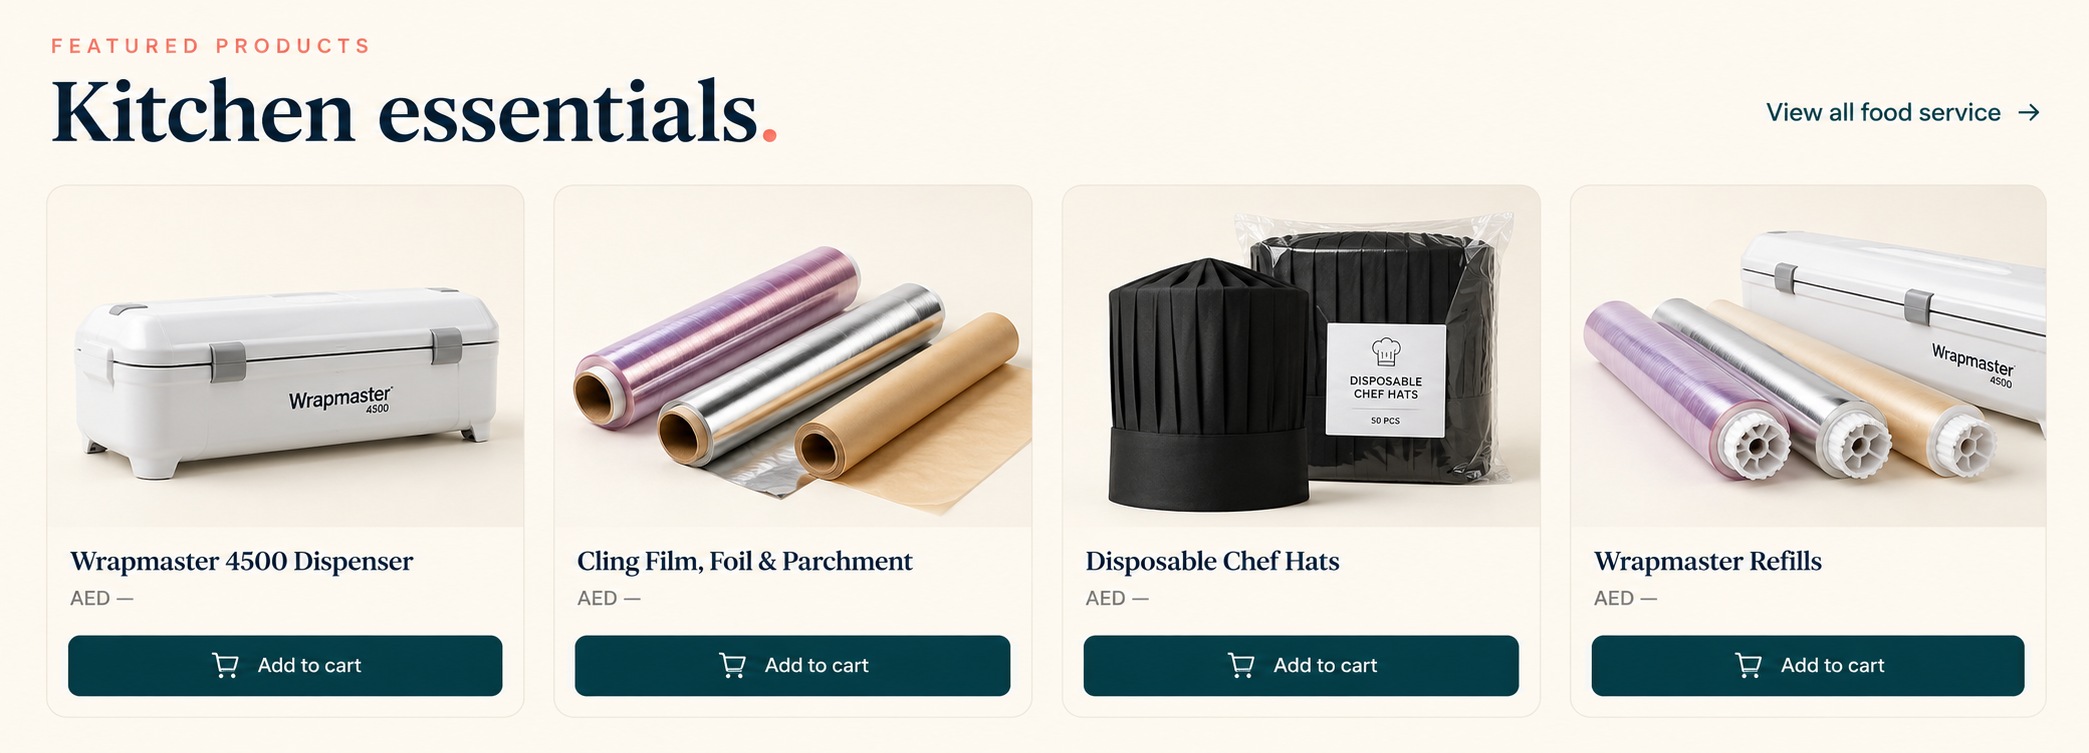 FEATURED PRODUCTS
Kitchen essentials.
View all food service →
Wrapmaster
4500
DISPOSABLE
CHEF HATS
50 PCS
Wrapmaster
4500
Wrapmaster 4500 Dispenser
AED —
Add to cart
Cling Film, Foil & Parchment
AED —
Add to cart
Disposable Chef Hats
AED —
Add to cart
Wrapmaster Refills
AED —
Add to cart